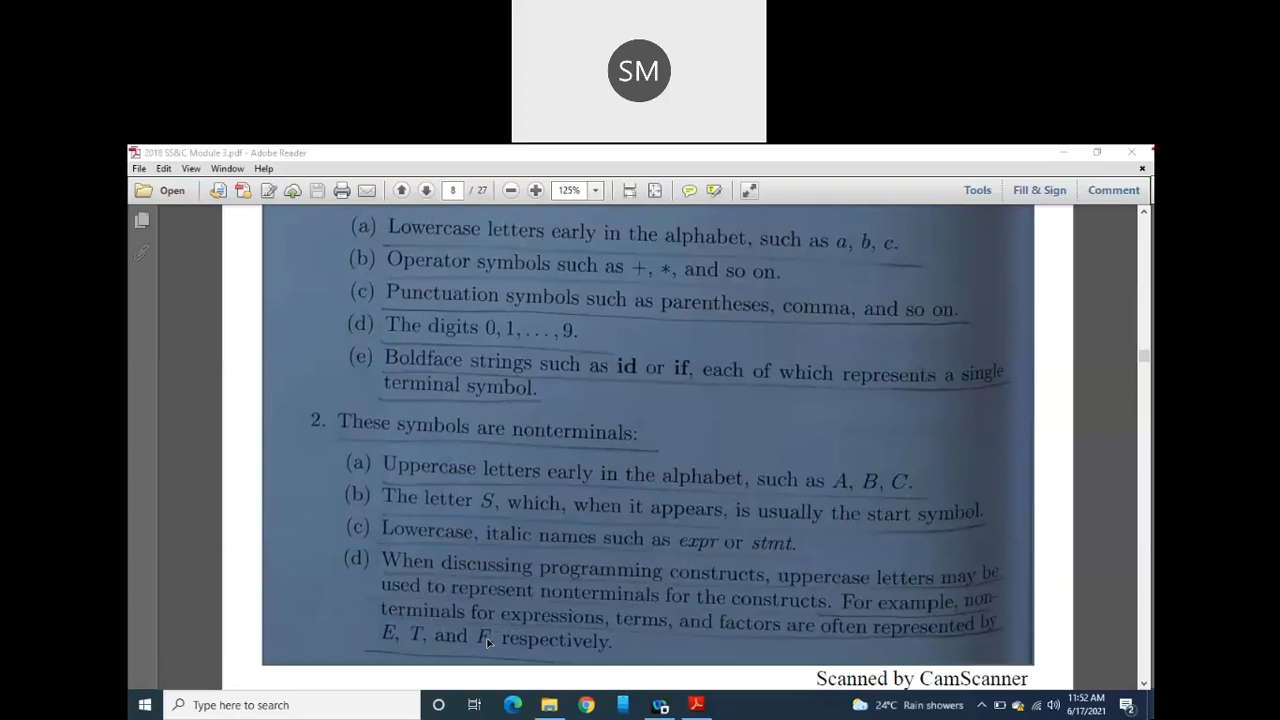 SM
2018 SS&C Module 3.pdf - Adobe Reader
File Edit View Window Help
Open 8 / 27 125% Tools Fill & Sign Comment
(a) Lowercase letters early in the alphabet, such as a, b, c.
(b) Operator symbols such as +, *, and so on.
(c) Punctuation symbols such as parentheses, comma, and so on.
(d) The digits 0, 1, . . . , 9.
(e) Boldface strings such as id or if, each of which represents a single
terminal symbol.
2. These symbols are nonterminals:
(a) Uppercase letters early in the alphabet, such as A, B, C.
(b) The letter S, which, when it appears, is usually the start symbol.
(c) Lowercase, italic names such as expr or stmt.
(d) When discussing programming constructs, uppercase letters may be
used to represent nonterminals for the constructs. For example, non-
terminals for expressions, terms, and factors are often represented by
E, T, and F, respectively.
Scanned by CamScanner
Type here to search
24°C Rain showers
11:52 AM
6/17/2021
2